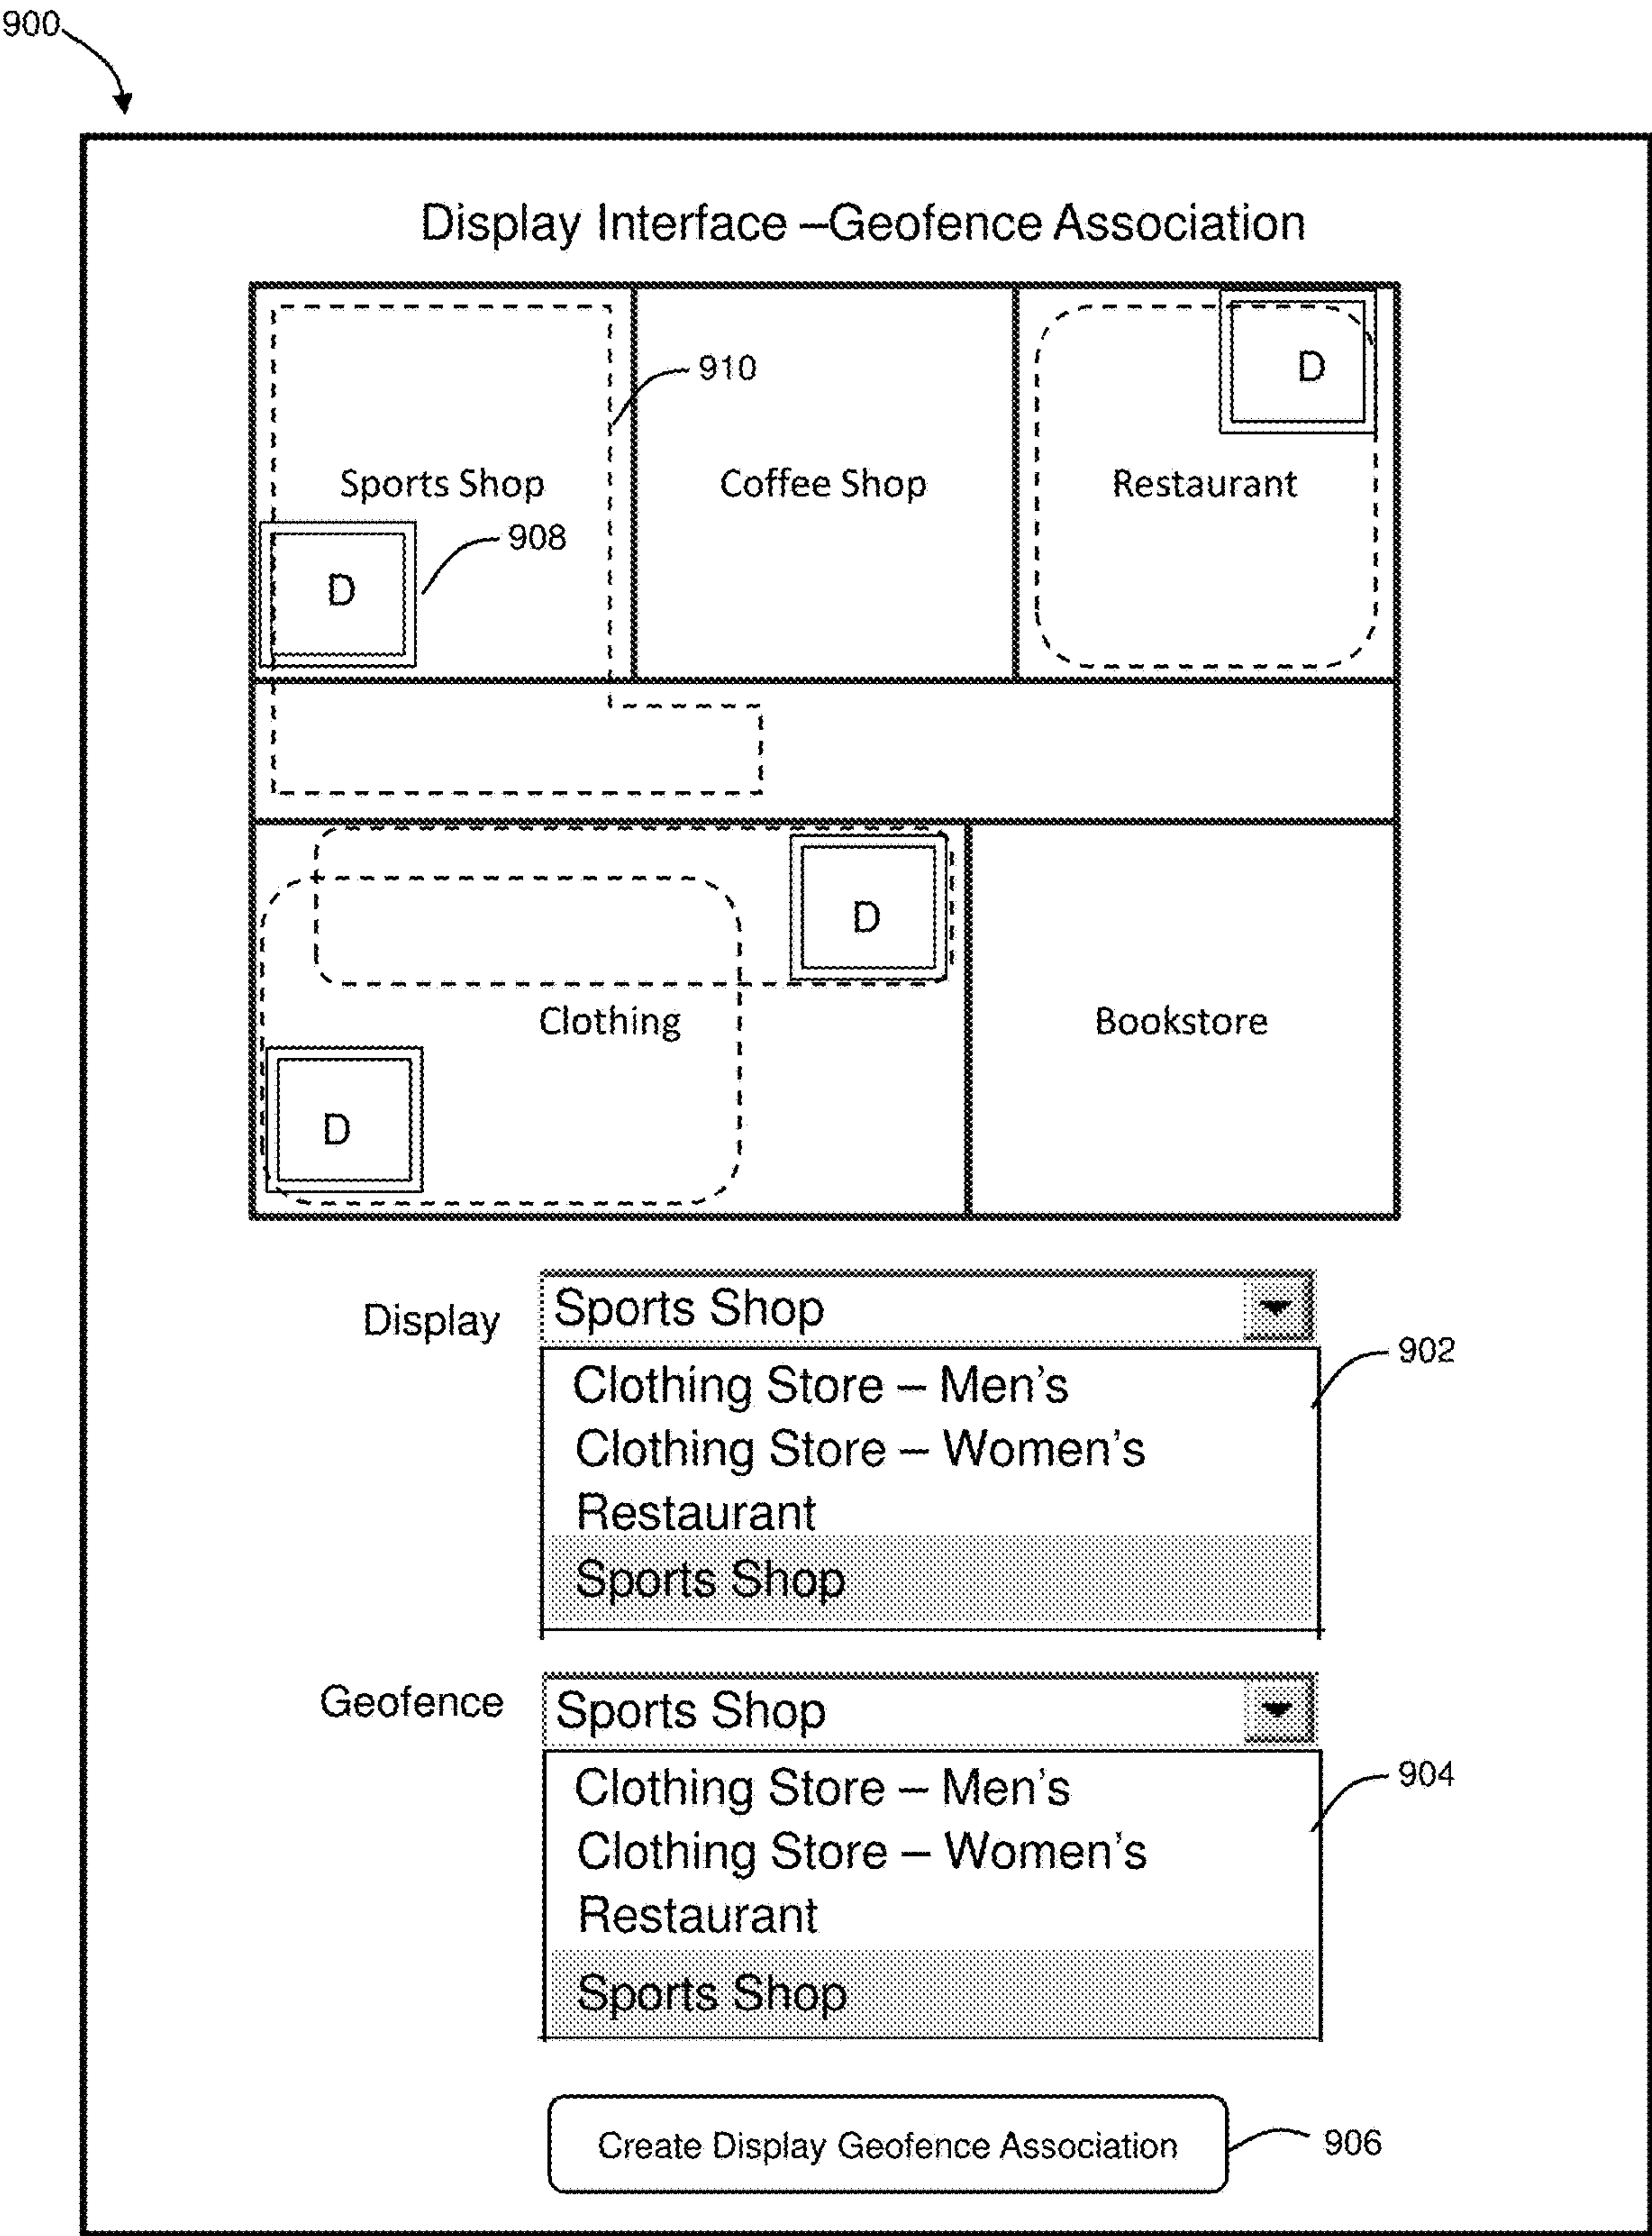 900
Display Interface –Geofence Association
910
D
Sports Shop
Coffee Shop
Restaurant
908
D
D
Clothing
Bookstore
D
Display
Sports Shop
902
Clothing Store – Men's
Clothing Store – Women's
Restaurant
Sports Shop
Geofence
Sports Shop
904
Clothing Store – Men's
Clothing Store – Women's
Restaurant
Sports Shop
Create Display Geofence Association
906